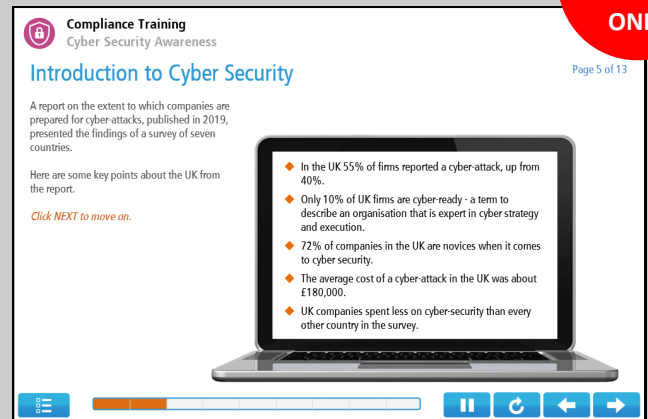 Compliance Training
Cyber Security Awareness
Introduction to Cyber Security
Page 5 of 13
A report on the extent to which companies are
prepared for cyber-attacks, published in 2019,
presented the findings of a survey of seven
countries.
Here are some key points about the UK from
the report.
Click NEXT to move on.
In the UK 55% of firms reported a cyber-attack, up from
40%.
Only 10% of UK firms are cyber-ready - a term to
describe an organisation that is expert in cyber strategy
and execution.
72% of companies in the UK are novices when it comes
to cyber security.
The average cost of a cyber-attack in the UK was about
£180,000.
UK companies spent less on cyber-security than every
other country in the survey.